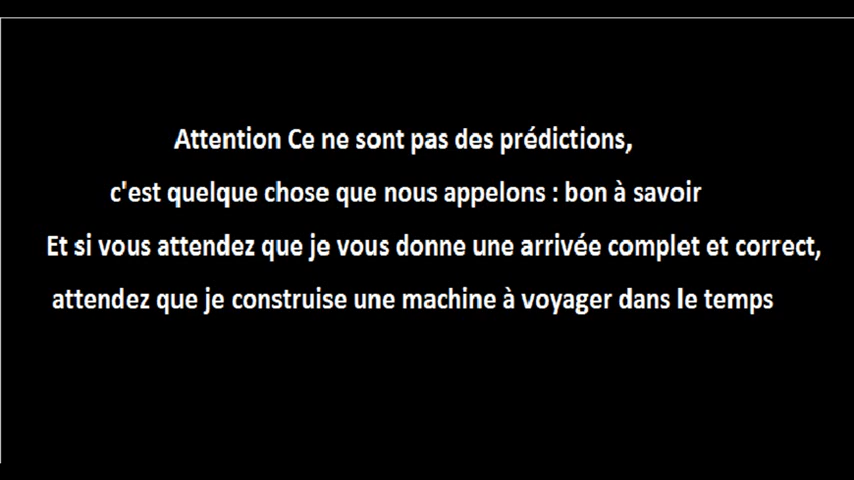 Attention Ce ne sont pas des prédictions,
c'est quelque chose que nous appelons : bon à savoir
Et si vous attendez que je vous donne une arrivée complet et correct,
attendez que je construise une machine à voyager dans le temps